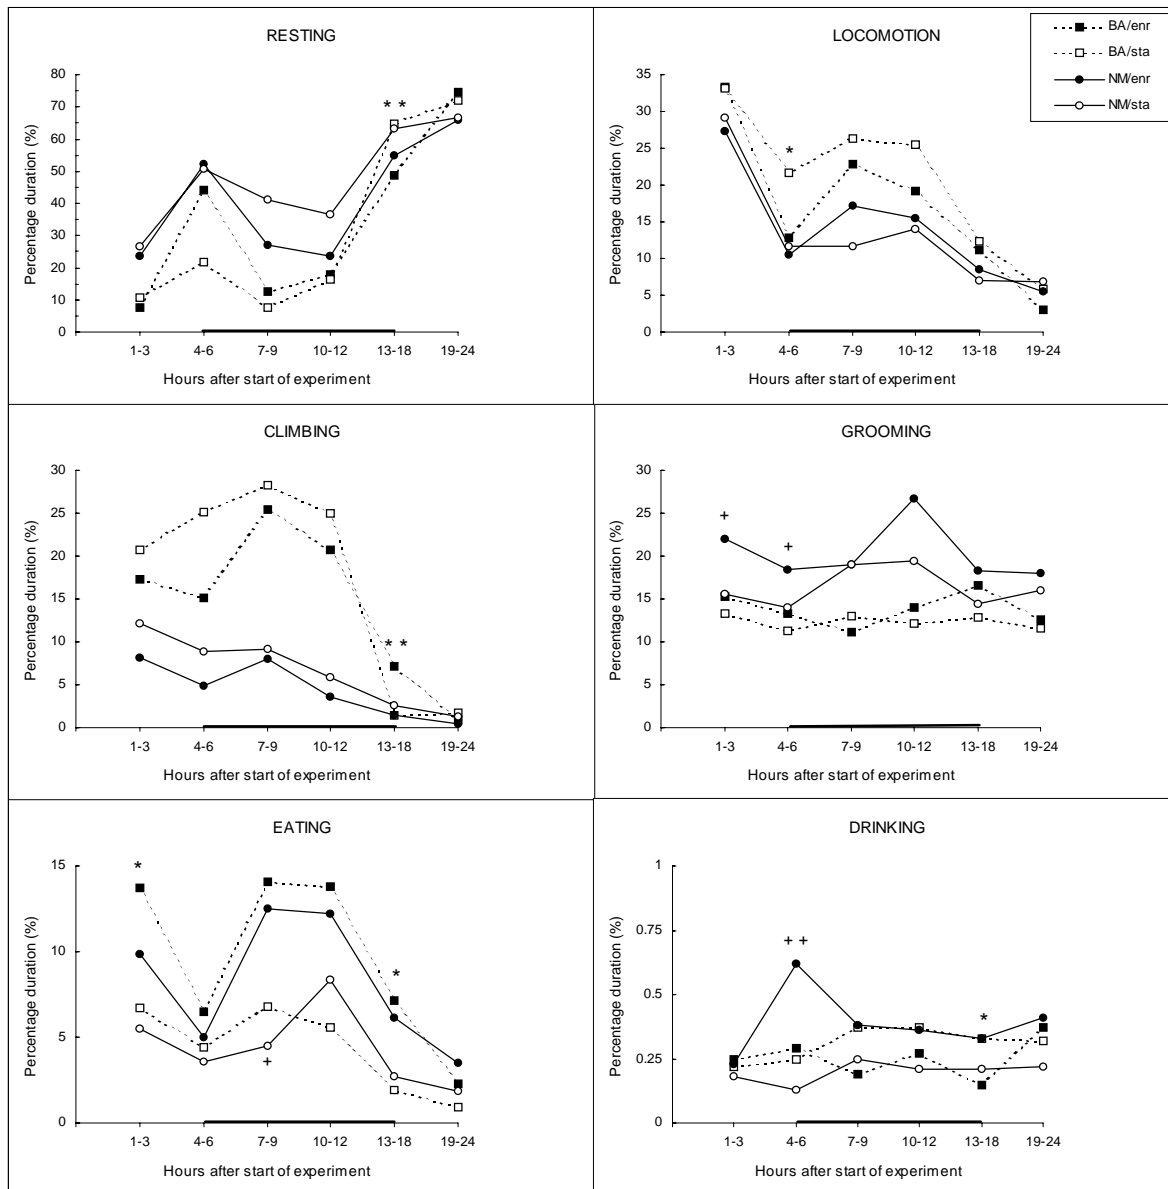 RESTING
Percentage duration (%)
80
70
60
50
40
30
20
10
0
* *
1-3 4-6 7-9 10-12 13-18 19-24
Hours after start of experiment
LOCOMOTION
BA/enr
BA/sta
NM/enr
NM/sta
Percentage duration (%)
35
30
25
20
15
10
5
0
*
1-3 4-6 7-9 10-12 13-18 19-24
Hours after start of experiment
CLIMBING
Percentage duration (%)
30
25
20
15
10
5
0
* *
1-3 4-6 7-9 10-12 13-18 19-24
Hours after start of experiment
GROOMING
Percentage duration (%)
30
25
20
15
10
5
0
+
+
1-3 4-6 7-9 10-12 13-18 19-24
Hours after start of experiment
EATING
Percentage duration (%)
15
10
5
0
*
*
+
1-3 4-6 7-9 10-12 13-18 19-24
Hours after start of experiment
DRINKING
Percentage duration (%)
1
0.75
0.5
0.25
0
+ +
*
1-3 4-6 7-9 10-12 13-18 19-24
Hours after start of experiment